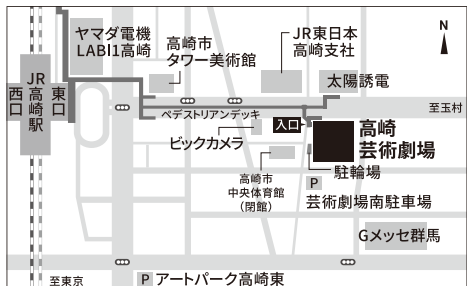 ヤマダ電機
LABI1高崎
高崎市
タワー美術館
JR東日本
高崎支社
N
太陽誘電
西口
JR高崎駅
東口
ペデストリアンデッキ
至玉村
入口
高崎
芸術劇場
ビックカメラ
駐輪場
高崎市
中央体育館
(閉館)
P
芸術劇場南駐車場
Gメッセ群馬
至東京
P アートパーク高崎東